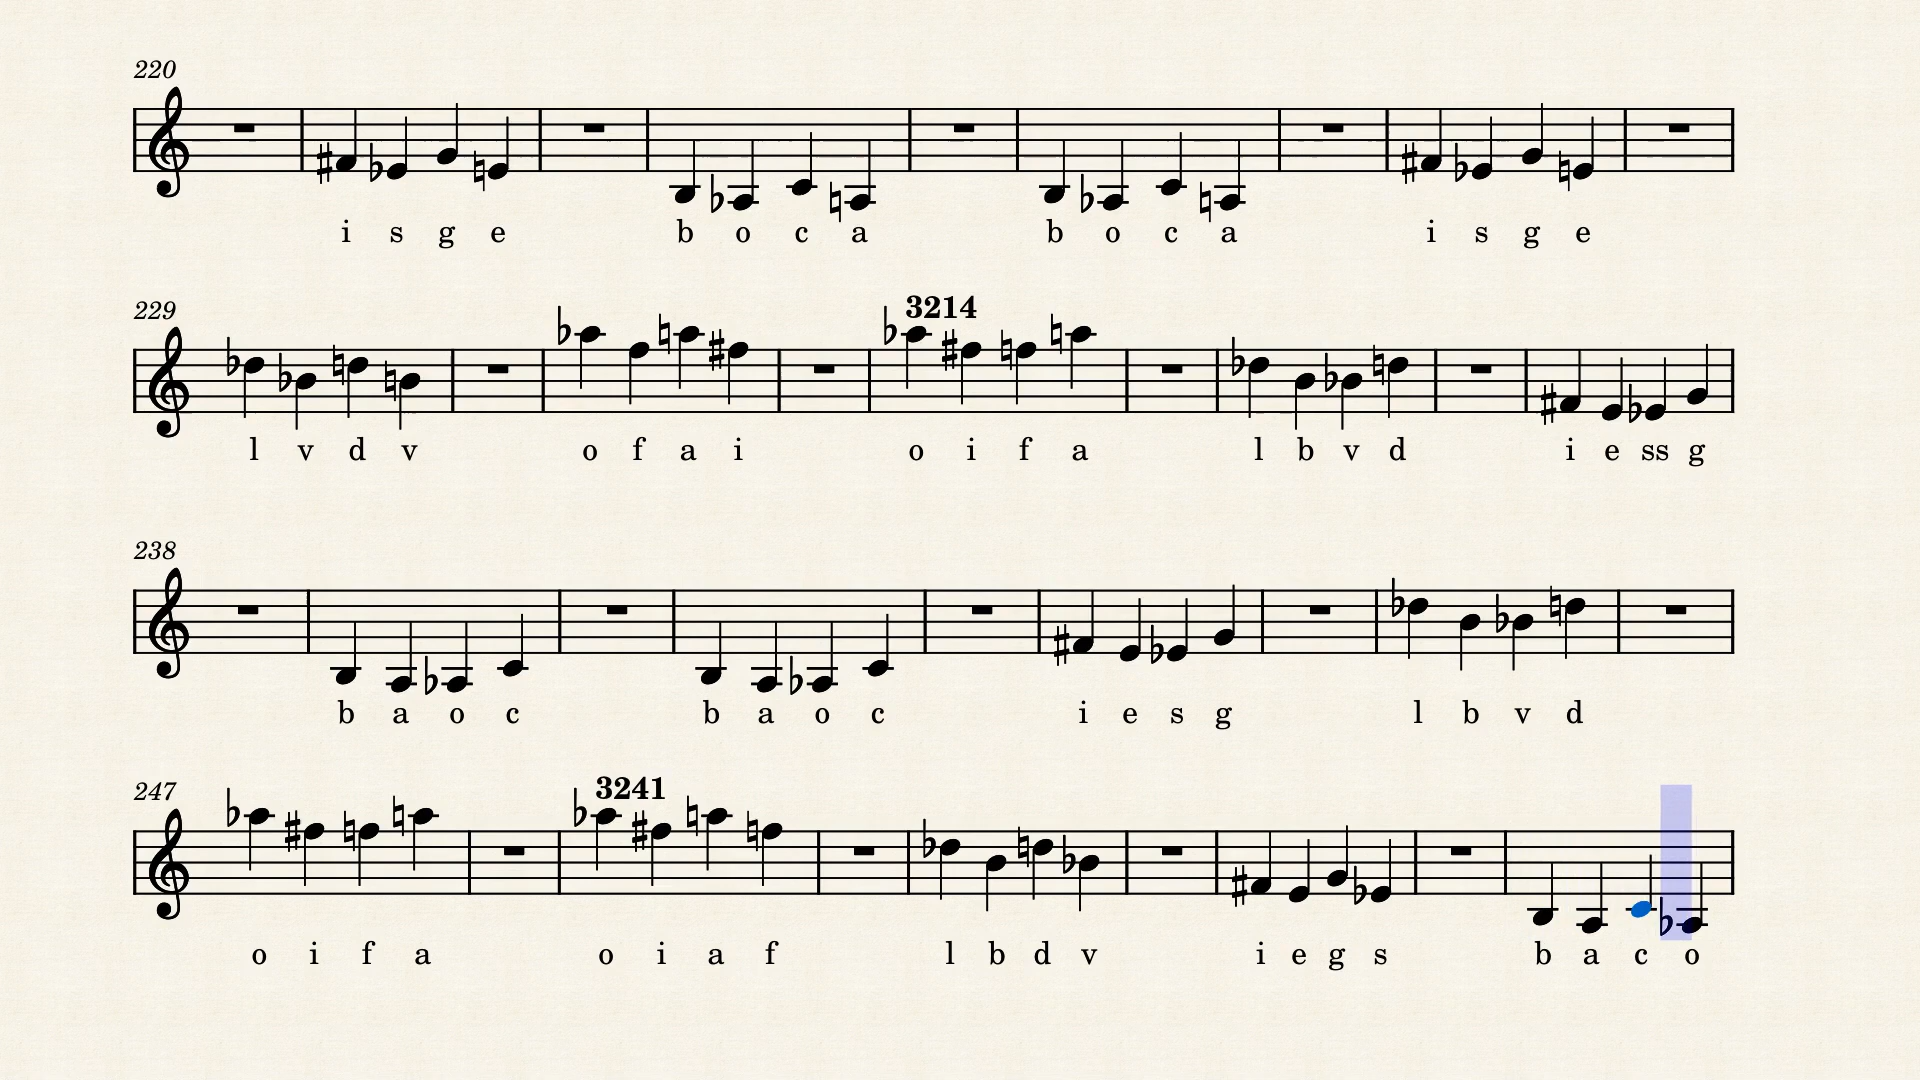 220
i s g e b o c a b o c a i s g e
229
3214
l v d v o f a i o i f a l b v d i e ss g
238
b a o c b a o c i e s g l b v d
247
3241
o i f a o i a f l b d v i e g s b a c o